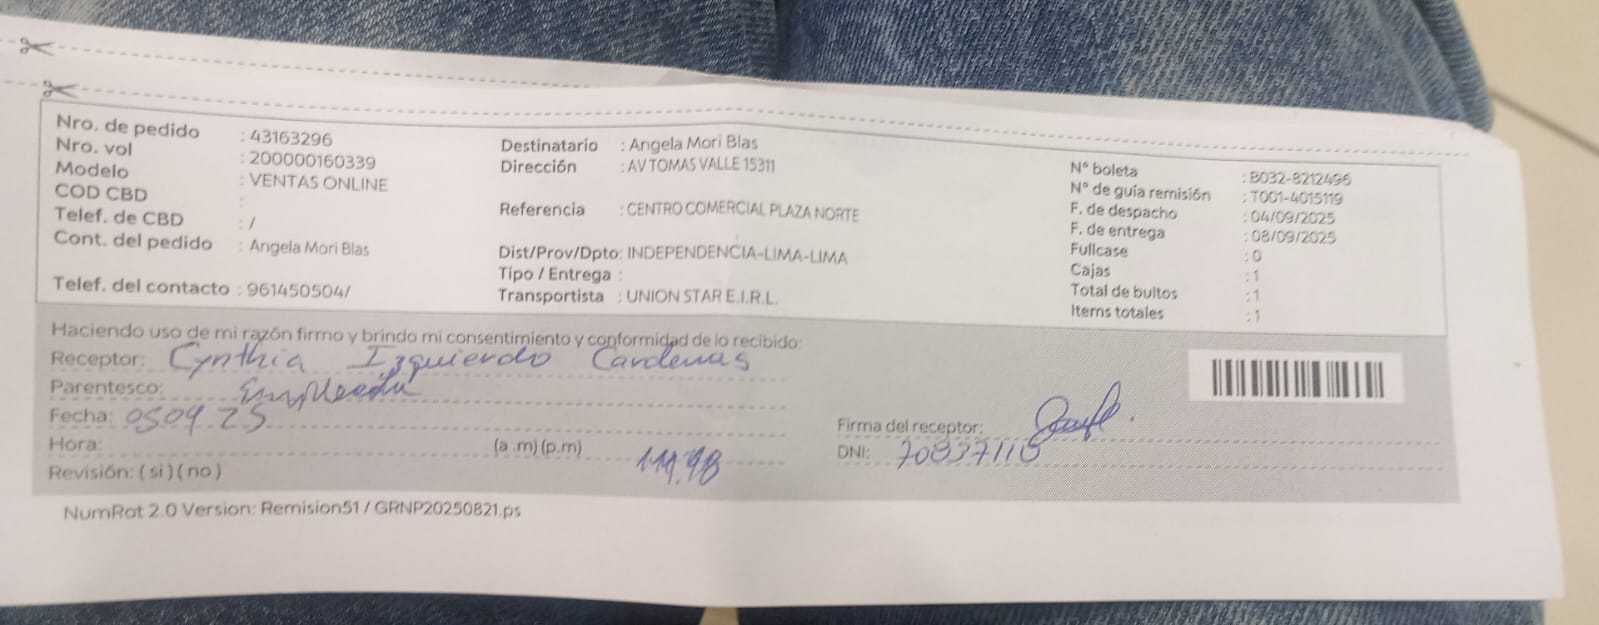 Nro. de pedido : 43163296
Nro. vol : 200000160339
Modelo : VENTAS ONLINE
COD CBD :
Telef. de CBD : /
Cont. del pedido : Angela Mori Blas
Telef. del contacto : 961450504/
Destinatario : Angela Mori Blas
Dirección : AV TOMAS VALLE 15311
Referencia : CENTRO COMERCIAL PLAZA NORTE
Dist/Prov/Dpto: INDEPENDENCIA-LIMA-LIMA
Tipo / Entrega :
Transportista : UNION STAR E.I.R.L.
N° boleta : B032-8212496
N° de guía remisión : T001-4015119
F. de despacho : 04/09/2025
F. de entrega : 08/09/2025
Fullcase : 0
Cajas : 1
Total de bultos : 1
Items totales : 1
Haciendo uso de mi razón firmo y brindo mi consentimiento y conformidad de lo recibido:
Receptor: Cynthia Izquierdo Cardenas
Parentesco: Empleada
Fecha: 050925
Hora: (a .m) (p.m)
Revisión: ( si ) ( no )
Firma del receptor:
DNI: 70837118
NumRot 2.0 Version: Remision51 / GRNP20250821.ps